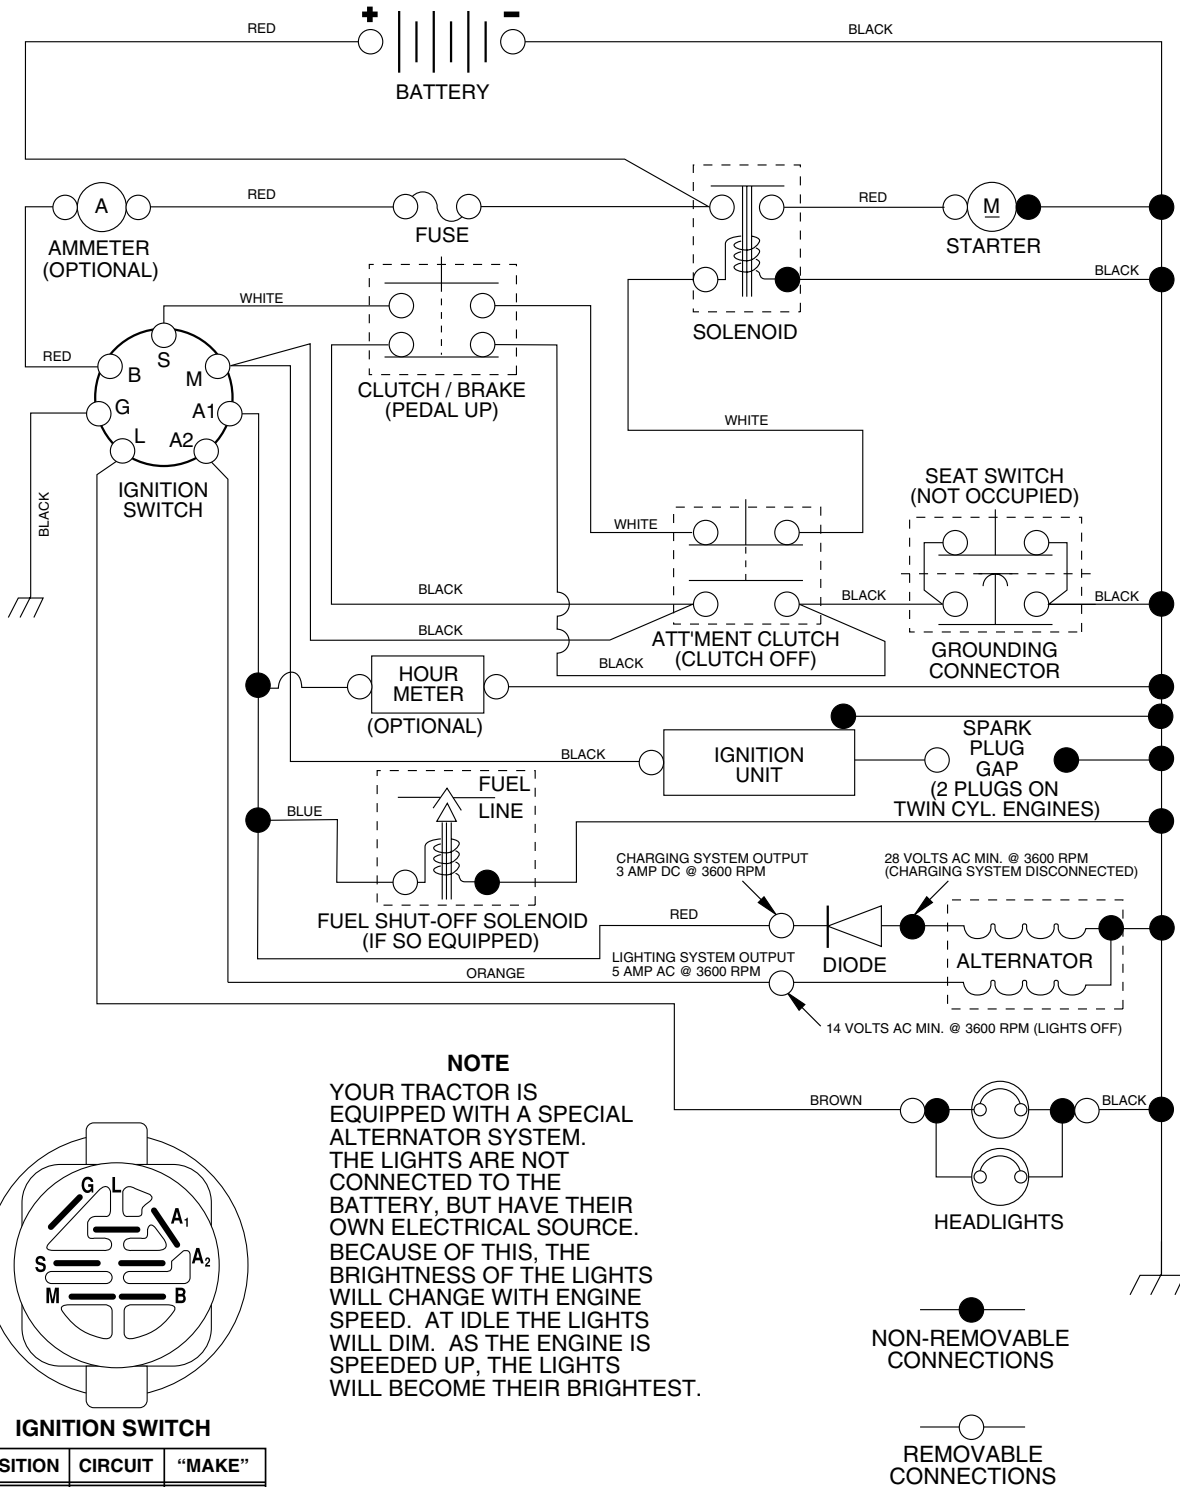 + -
RED
BLACK
BATTERY
A
RED
FUSE
RED
M
STARTER
AMMETER
(OPTIONAL)
BLACK
SOLENOID
WHITE
S
RED
B
M
G
A1
L
A2
CLUTCH / BRAKE
(PEDAL UP)
WHITE
IGNITION
SWITCH
BLACK
SEAT SWITCH
(NOT OCCUPIED)
WHITE
BLACK
BLACK
BLACK
BLACK
ATT'MENT CLUTCH
(CLUTCH OFF)
BLACK
GROUNDING
CONNECTOR
HOUR
METER
(OPTIONAL)
BLACK
IGNITION
UNIT
SPARK
PLUG
GAP
(2 PLUGS ON
TWIN CYL. ENGINES)
FUEL
LINE
BLUE
FUEL SHUT-OFF SOLENOID
(IF SO EQUIPPED)
CHARGING SYSTEM OUTPUT
3 AMP DC @ 3600 RPM
28 VOLTS AC MIN. @ 3600 RPM
(CHARGING SYSTEM DISCONNECTED)
RED
DIODE
ALTERNATOR
LIGHTING SYSTEM OUTPUT
5 AMP AC @ 3600 RPM
ORANGE
14 VOLTS AC MIN. @ 3600 RPM (LIGHTS OFF)
NOTE
YOUR TRACTOR IS
EQUIPPED WITH A SPECIAL
ALTERNATOR SYSTEM.
THE LIGHTS ARE NOT
CONNECTED TO THE
BATTERY, BUT HAVE THEIR
OWN ELECTRICAL SOURCE.
BECAUSE OF THIS, THE
BRIGHTNESS OF THE LIGHTS
WILL CHANGE WITH ENGINE
SPEED. AT IDLE THE LIGHTS
WILL DIM. AS THE ENGINE IS
SPEEDED UP, THE LIGHTS
WILL BECOME THEIR BRIGHTEST.
BROWN
BLACK
HEADLIGHTS
G L
A1
S
A2
M
B
IGNITION SWITCH
SITION CIRCUIT "MAKE"
NON-REMOVABLE
CONNECTIONS
REMOVABLE
CONNECTIONS